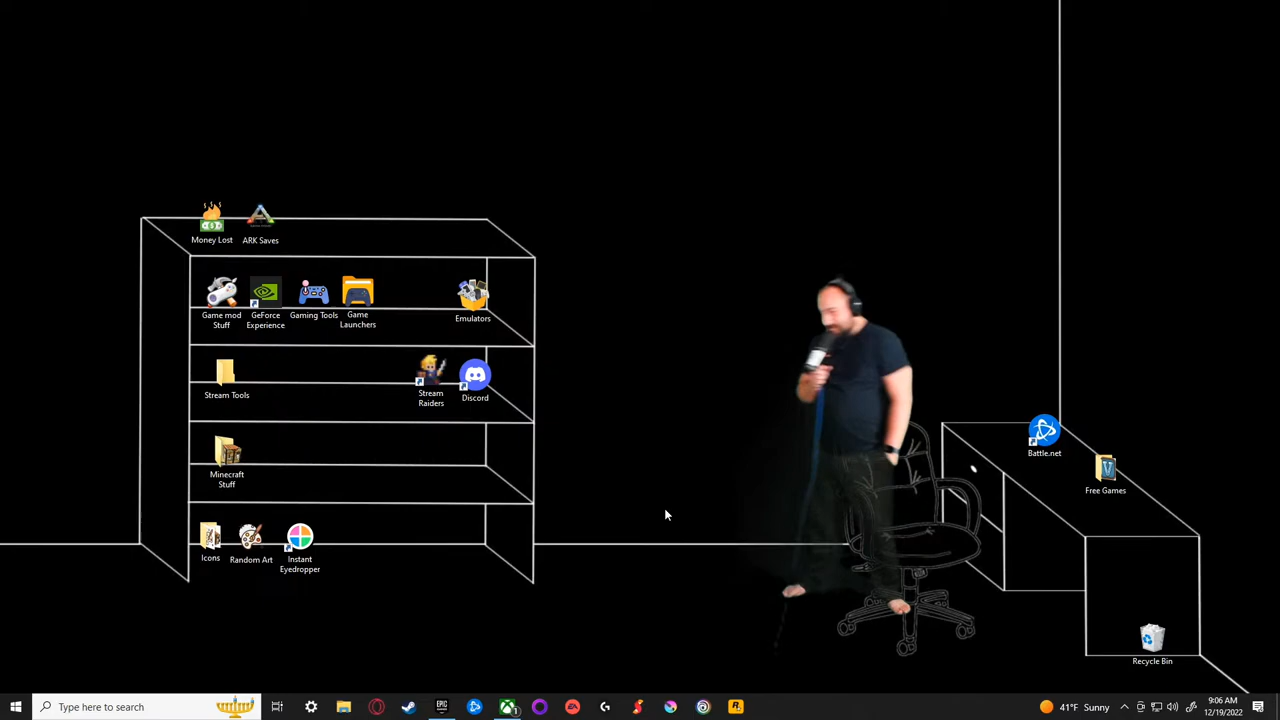 Money Lost
ARK Saves
Game mod
Stuff
GeForce
Experience
Gaming Tools
Game
Launchers
Emulators
Stream Tools
Stream
Raiders
Discord
Minecraft
Stuff
Icons
Random Art
Instant
Eyedropper
Battle.net
V
Free Games
Recycle Bin
Type here to search
EPIC
EA
R
41°F Sunny
9:06 AM
12/19/2022